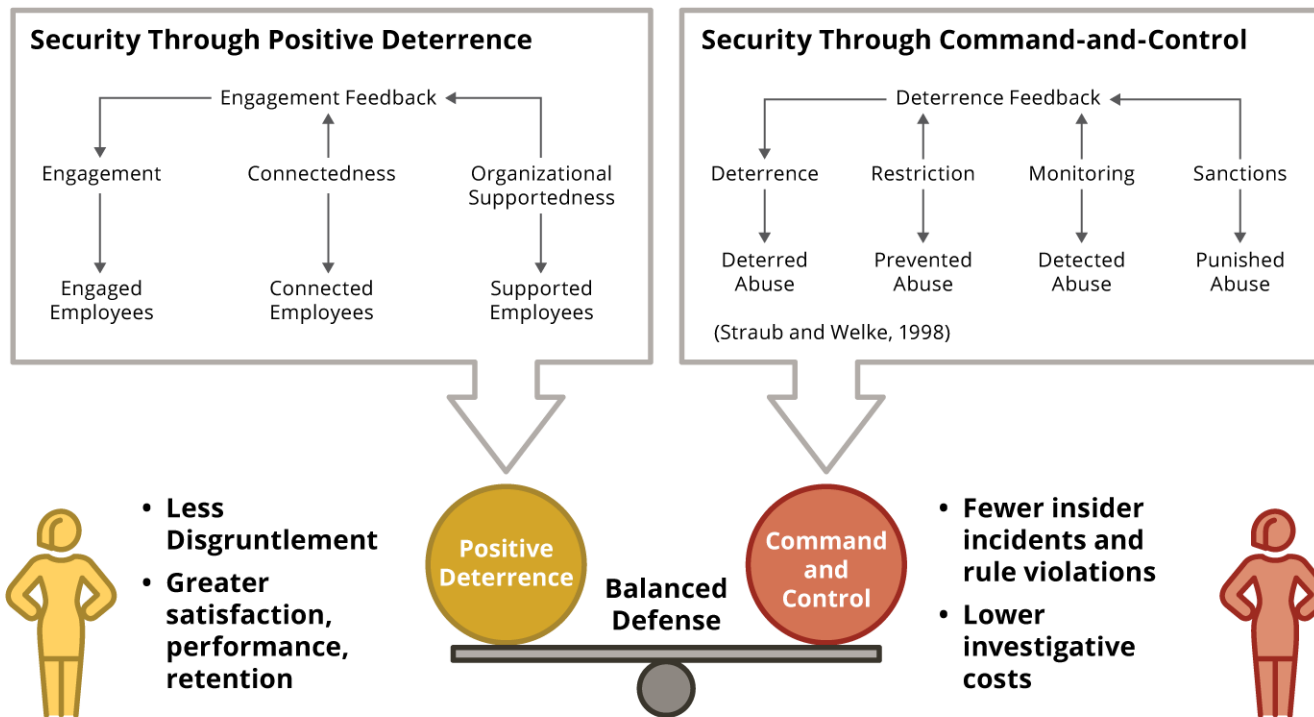 Security Through Positive Deterrence
Engagement Feedback
Engagement
Connectedness
Organizational
Supportedness
Engaged
Employees
Connected
Employees
Supported
Employees
Security Through Command-and-Control
Deterrence Feedback
Deterrence
Restriction
Monitoring
Sanctions
Deterred
Abuse
Prevented
Abuse
Detected
Abuse
Punished
Abuse
(Straub and Welke, 1998)
• Less
Disgruntlement
• Greater
satisfaction,
performance,
retention
Positive
Deterrence
Balanced
Defense
Command
and
Control
• Fewer insider
incidents and
rule violations
• Lower
investigative
costs